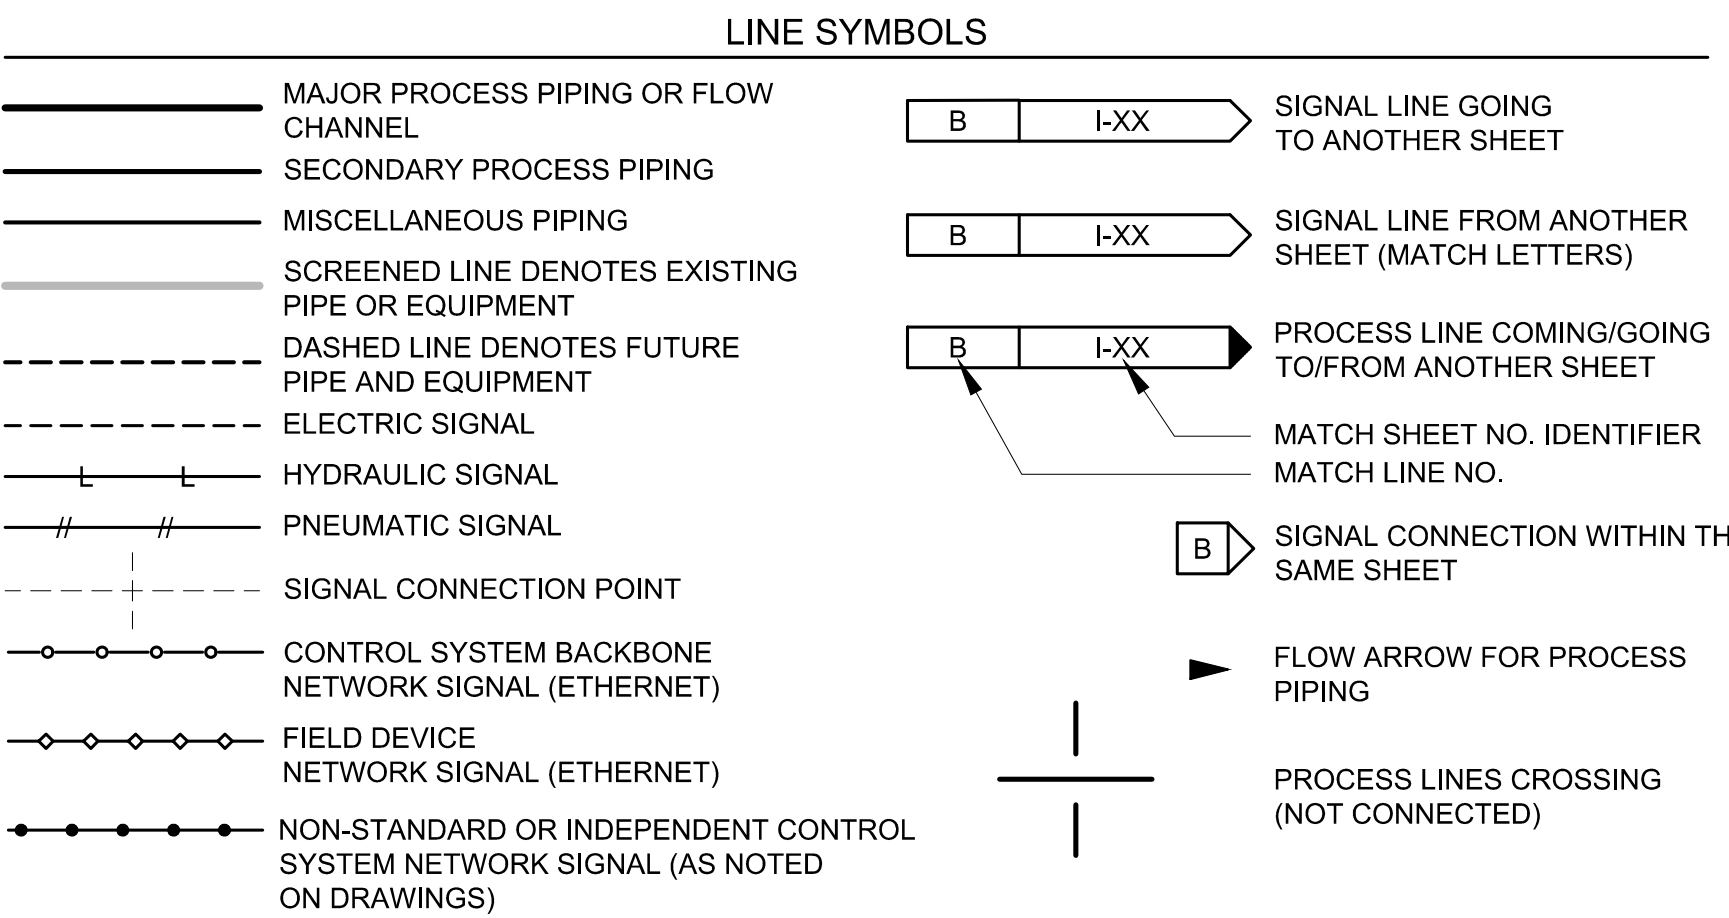 LINE SYMBOLS
MAJOR PROCESS PIPING OR FLOW
CHANNEL
SECONDARY PROCESS PIPING
MISCELLANEOUS PIPING
SCREENED LINE DENOTES EXISTING
PIPE OR EQUIPMENT
DASHED LINE DENOTES FUTURE
PIPE AND EQUIPMENT
ELECTRIC SIGNAL
L L HYDRAULIC SIGNAL
// // PNEUMATIC SIGNAL
SIGNAL CONNECTION POINT
CONTROL SYSTEM BACKBONE
NETWORK SIGNAL (ETHERNET)
FIELD DEVICE
NETWORK SIGNAL (ETHERNET)
NON-STANDARD OR INDEPENDENT CONTROL
SYSTEM NETWORK SIGNAL (AS NOTED
ON DRAWINGS)
B I-XX
SIGNAL LINE GOING
TO ANOTHER SHEET
B I-XX
SIGNAL LINE FROM ANOTHER
SHEET (MATCH LETTERS)
B I-XX
PROCESS LINE COMING/GOING
TO/FROM ANOTHER SHEET
MATCH SHEET NO. IDENTIFIER
MATCH LINE NO.
B
SIGNAL CONNECTION WITHIN TH
SAME SHEET
FLOW ARROW FOR PROCESS
PIPING
PROCESS LINES CROSSING
(NOT CONNECTED)